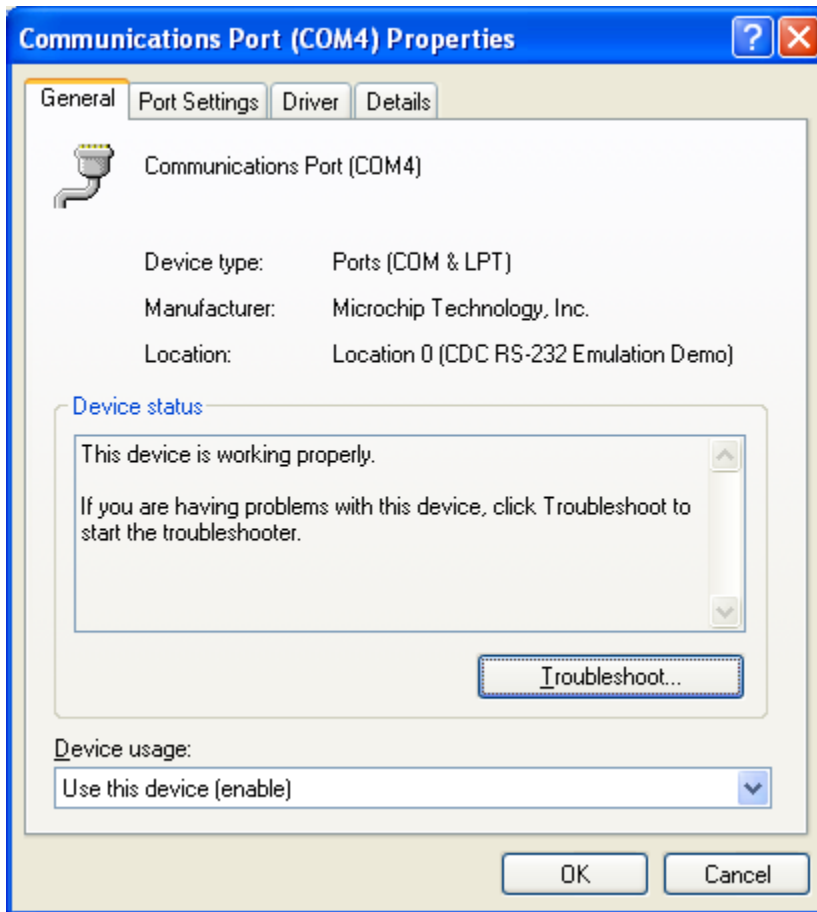 Communications Port (COM4) Properties
General Port Settings Driver Details
Communications Port (COM4)
Device type: Ports (COM & LPT)
Manufacturer: Microchip Technology, Inc.
Location: Location 0 (CDC RS-232 Emulation Demo)
Device status
This device is working properly.
If you are having problems with this device, click Troubleshoot to
start the troubleshooter.
Troubleshoot...
Device usage:
Use this device (enable)
OK Cancel